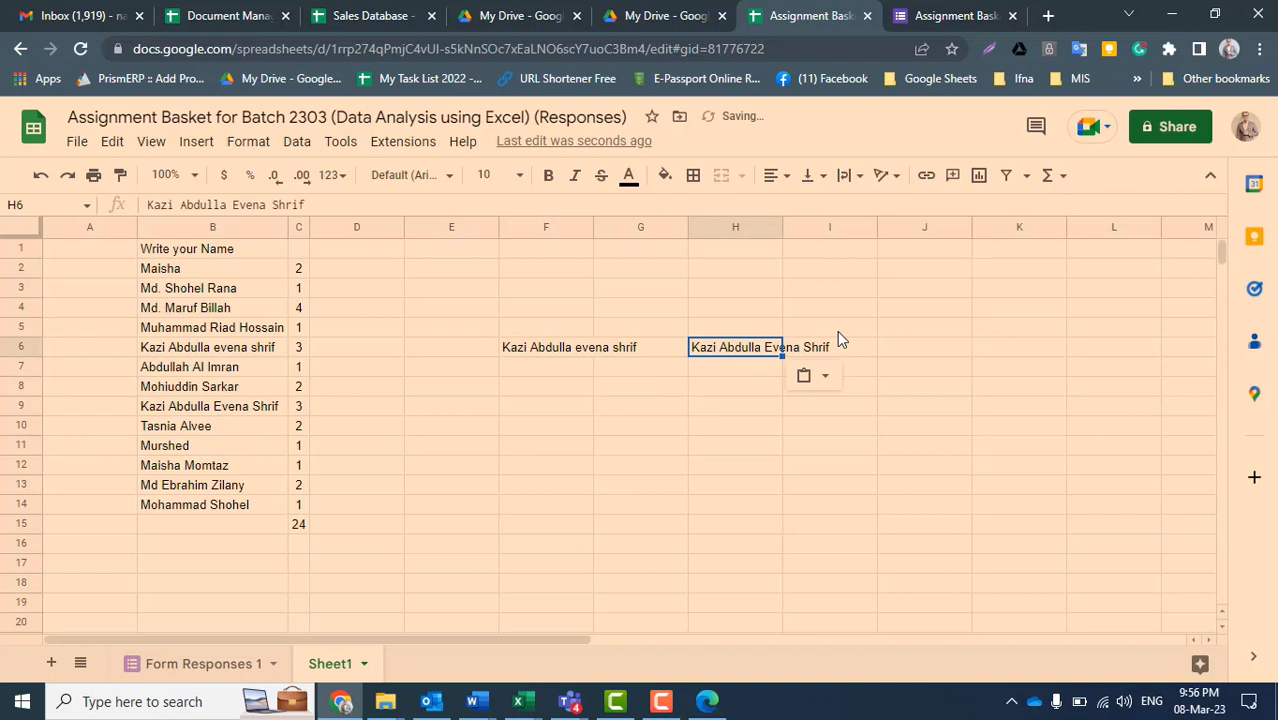 Inbox (1,919) - n
Document Mana
Sales Database -
My Drive - Googl
My Drive - Googl
Assignment Bask
Assignment Bask
docs.google.com/spreadsheets/d/1rrp274qPmjC4vUI-s5kNnSOc7xEaLNO6scY7uoC3Bm4/edit#gid=81776722
Apps
PrismERP :: Add Pro...
My Drive - Google...
My Task List 2022 -...
URL Shortener Free
E-Passport Online R...
(11) Facebook
Google Sheets
Ifna
MIS
»
Other bookmarks
Assignment Basket for Batch 2303 (Data Analysis using Excel) (Responses)
Saving...
Share
File Edit View Insert Format Data Tools Extensions Help Last edit was seconds ago
100% $ % .0 .00 123 Default (Ari... 10 B I S A
H6 fx Kazi Abdulla Evena Shrif
A B C D E F G H I J K L M
1 Write your Name
2 Maisha 2
3 Md. Shohel Rana 1
4 Md. Maruf Billah 4
5 Muhammad Riad Hossain 1
6 Kazi Abdulla evena shrif 3 Kazi Abdulla evena shrif Kazi Abdulla Evena Shrif
7 Abdullah Al Imran 1
8 Mohiuddin Sarkar 2
9 Kazi Abdulla Evena Shrif 3
10 Tasnia Alvee 2
11 Murshed 1
12 Maisha Momtaz 1
13 Md Ebrahim Zilany 2
14 Mohammad Shohel 1
15 24
16
17
18
19
20
Form Responses 1
Sheet1
Type here to search
ENG
9:56 PM
08-Mar-23